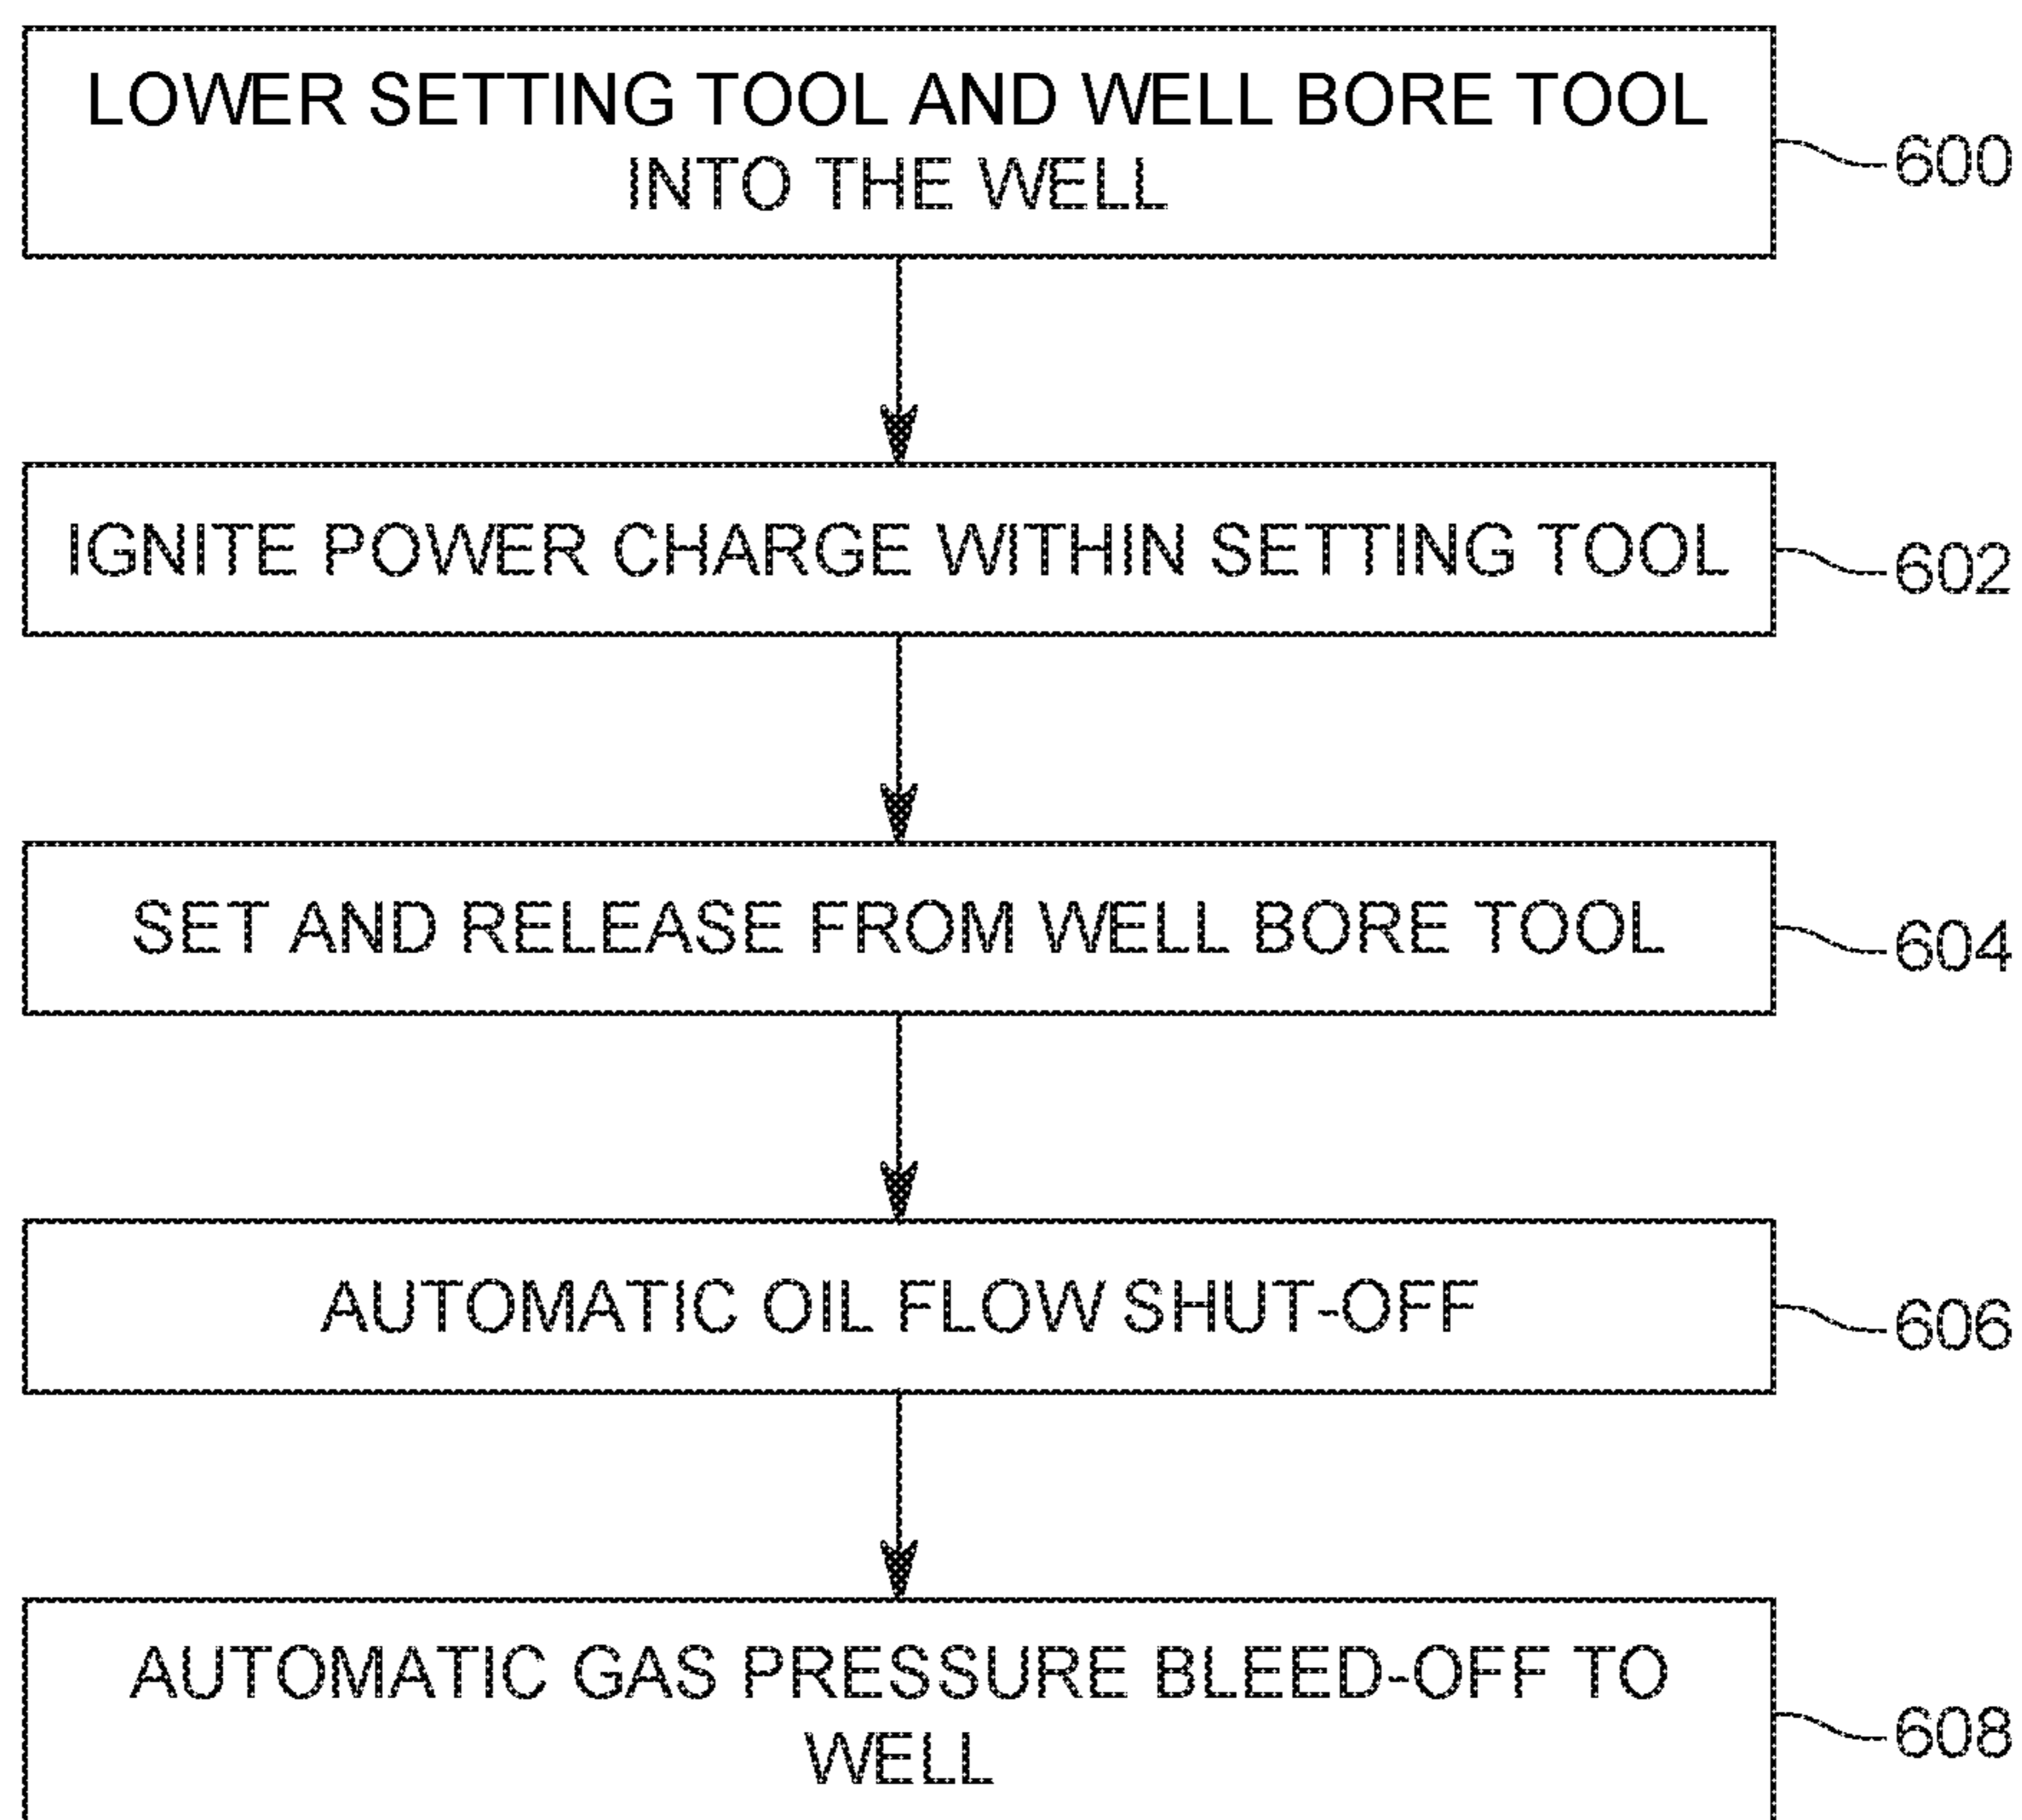 LOWER SETTING TOOL AND WELL BORE TOOL
INTO THE WELL
600
IGNITE POWER CHARGE WITHIN SETTING TOOL
602
SET AND RELEASE FROM WELL BORE TOOL
604
AUTOMATIC OIL FLOW SHUT-OFF
606
AUTOMATIC GAS PRESSURE BLEED-OFF TO
WELL
608